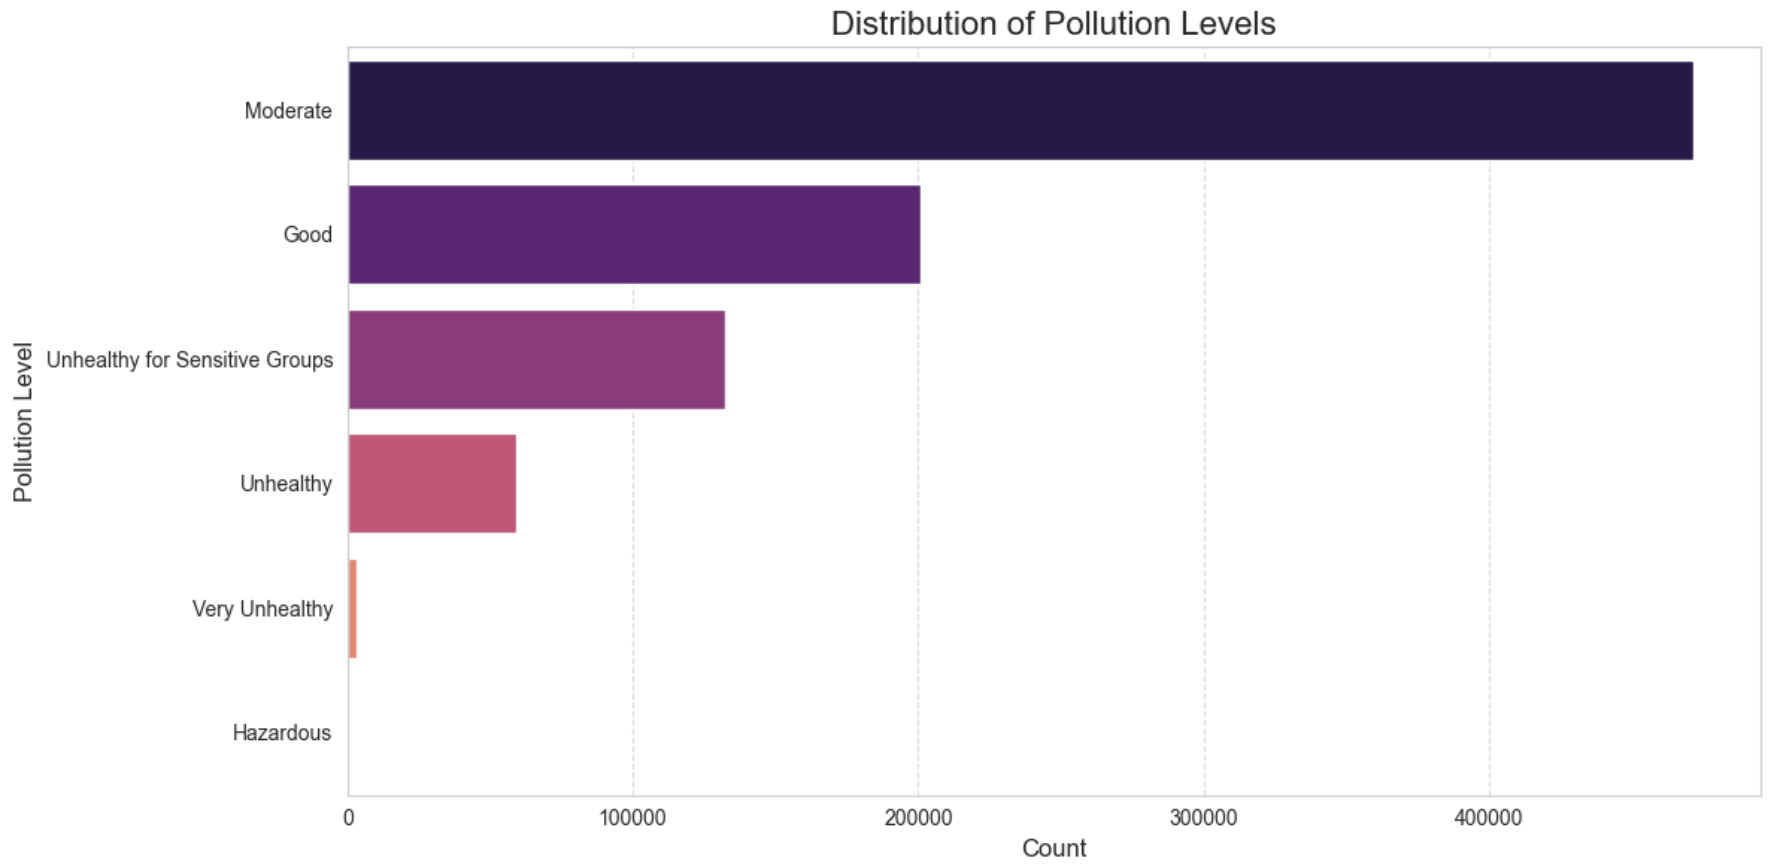 Distribution of Pollution Levels
Pollution Level
Moderate
Good
Unhealthy for Sensitive Groups
Unhealthy
Very Unhealthy
Hazardous
0 100000 200000 300000 400000
Count